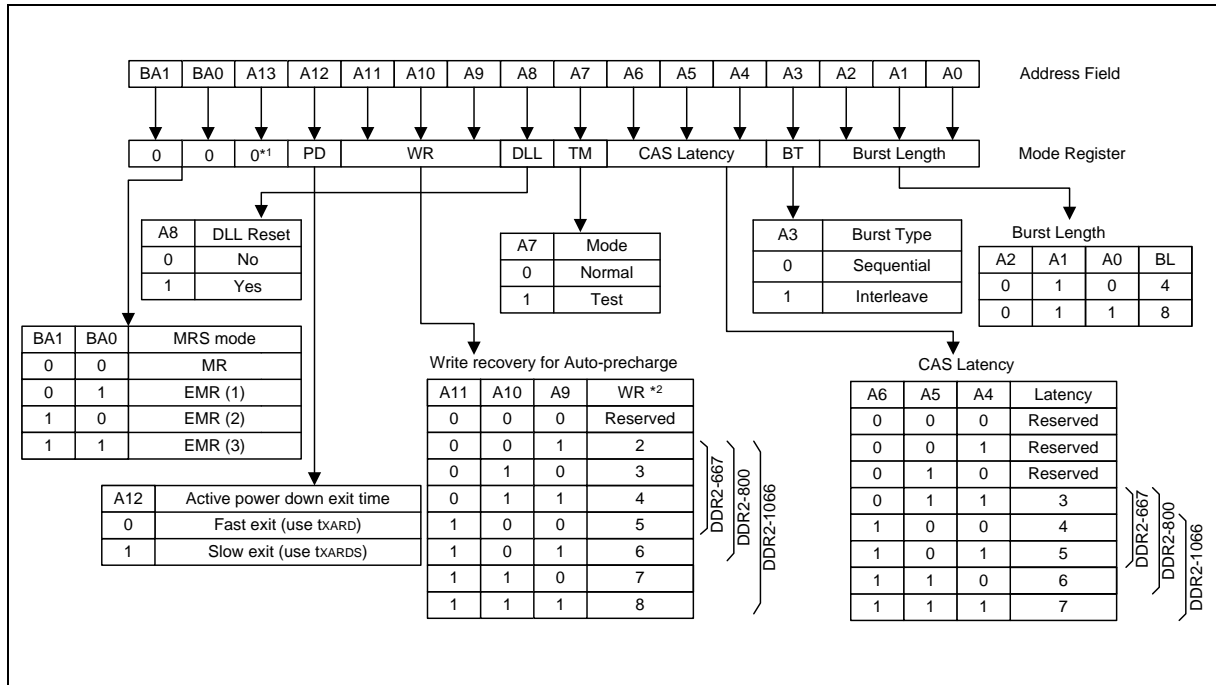 BA1 BA0 A13 A12 A11 A10 A9 A8 A7 A6 A5 A4 A3 A2 A1 A0 Address Field
0 0 0*1 PD WR DLL TM CAS Latency BT Burst Length Mode Register
A8 DLL Reset
0 No
1 Yes
A7 Mode
0 Normal
1 Test
A3 Burst Type
0 Sequential
1 Interleave
Burst Length
A2 A1 A0 BL
0 1 0 4
0 1 1 8
BA1 BA0 MRS mode
0 0 MR
0 1 EMR (1)
1 0 EMR (2)
1 1 EMR (3)
A12 Active power down exit time
0 Fast exit (use tXARD)
1 Slow exit (use tXARDS)
Write recovery for Auto-precharge
A11 A10 A9 WR *2
0 0 0 Reserved
0 0 1 2
0 1 0 3
0 1 1 4
1 0 0 5
1 0 1 6
1 1 0 7
1 1 1 8
DDR2-667
DDR2-800
DDR2-1066
CAS Latency
A6 A5 A4 Latency
0 0 0 Reserved
0 0 1 Reserved
0 1 0 Reserved
0 1 1 3
1 0 0 4
1 0 1 5
1 1 0 6
1 1 1 7
DDR2-667
DDR2-800
DDR2-1066